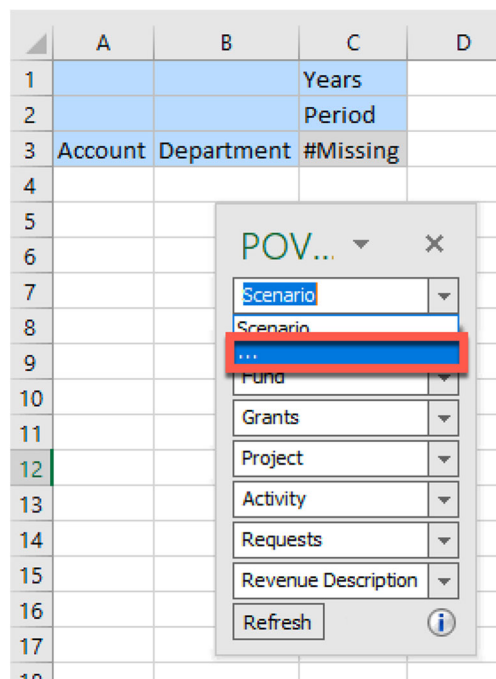 A B C D
1 Years
2 Period
3 Account Department #Missing
4
5
6 POV...
7 Scenario
8 Scenario
9 ...
Fund
10
Grants
11
12 Project
13 Activity
14 Requests
15 Revenue Description
16 Refresh
17
18